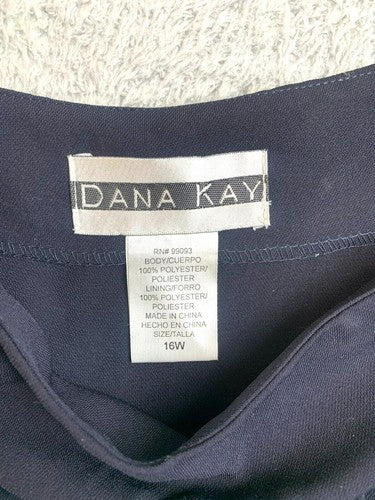 DANA KAY
RN# 99093
BODY/CUERPO
100% POLYESTER/
POLIESTER
LINING/FORRO
100% POLYESTER/
POLIESTER
MADE IN CHINA
HECHO EN CHINA
SIZE/TALLA
16W